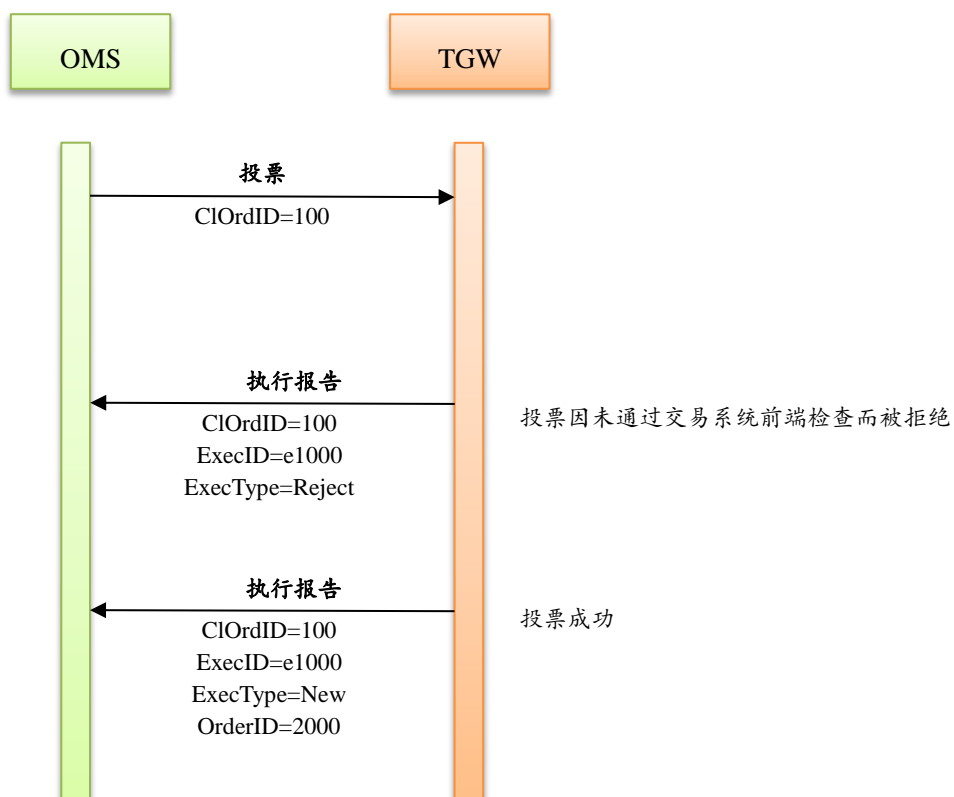 OMS
TGW
投票
ClOrdID=100
执行报告
ClOrdID=100
ExecID=e1000
ExecType=Reject
投票因未通过交易系统前端检查而被拒绝
执行报告
ClOrdID=100
ExecID=e1000
ExecType=New
OrderID=2000
投票成功